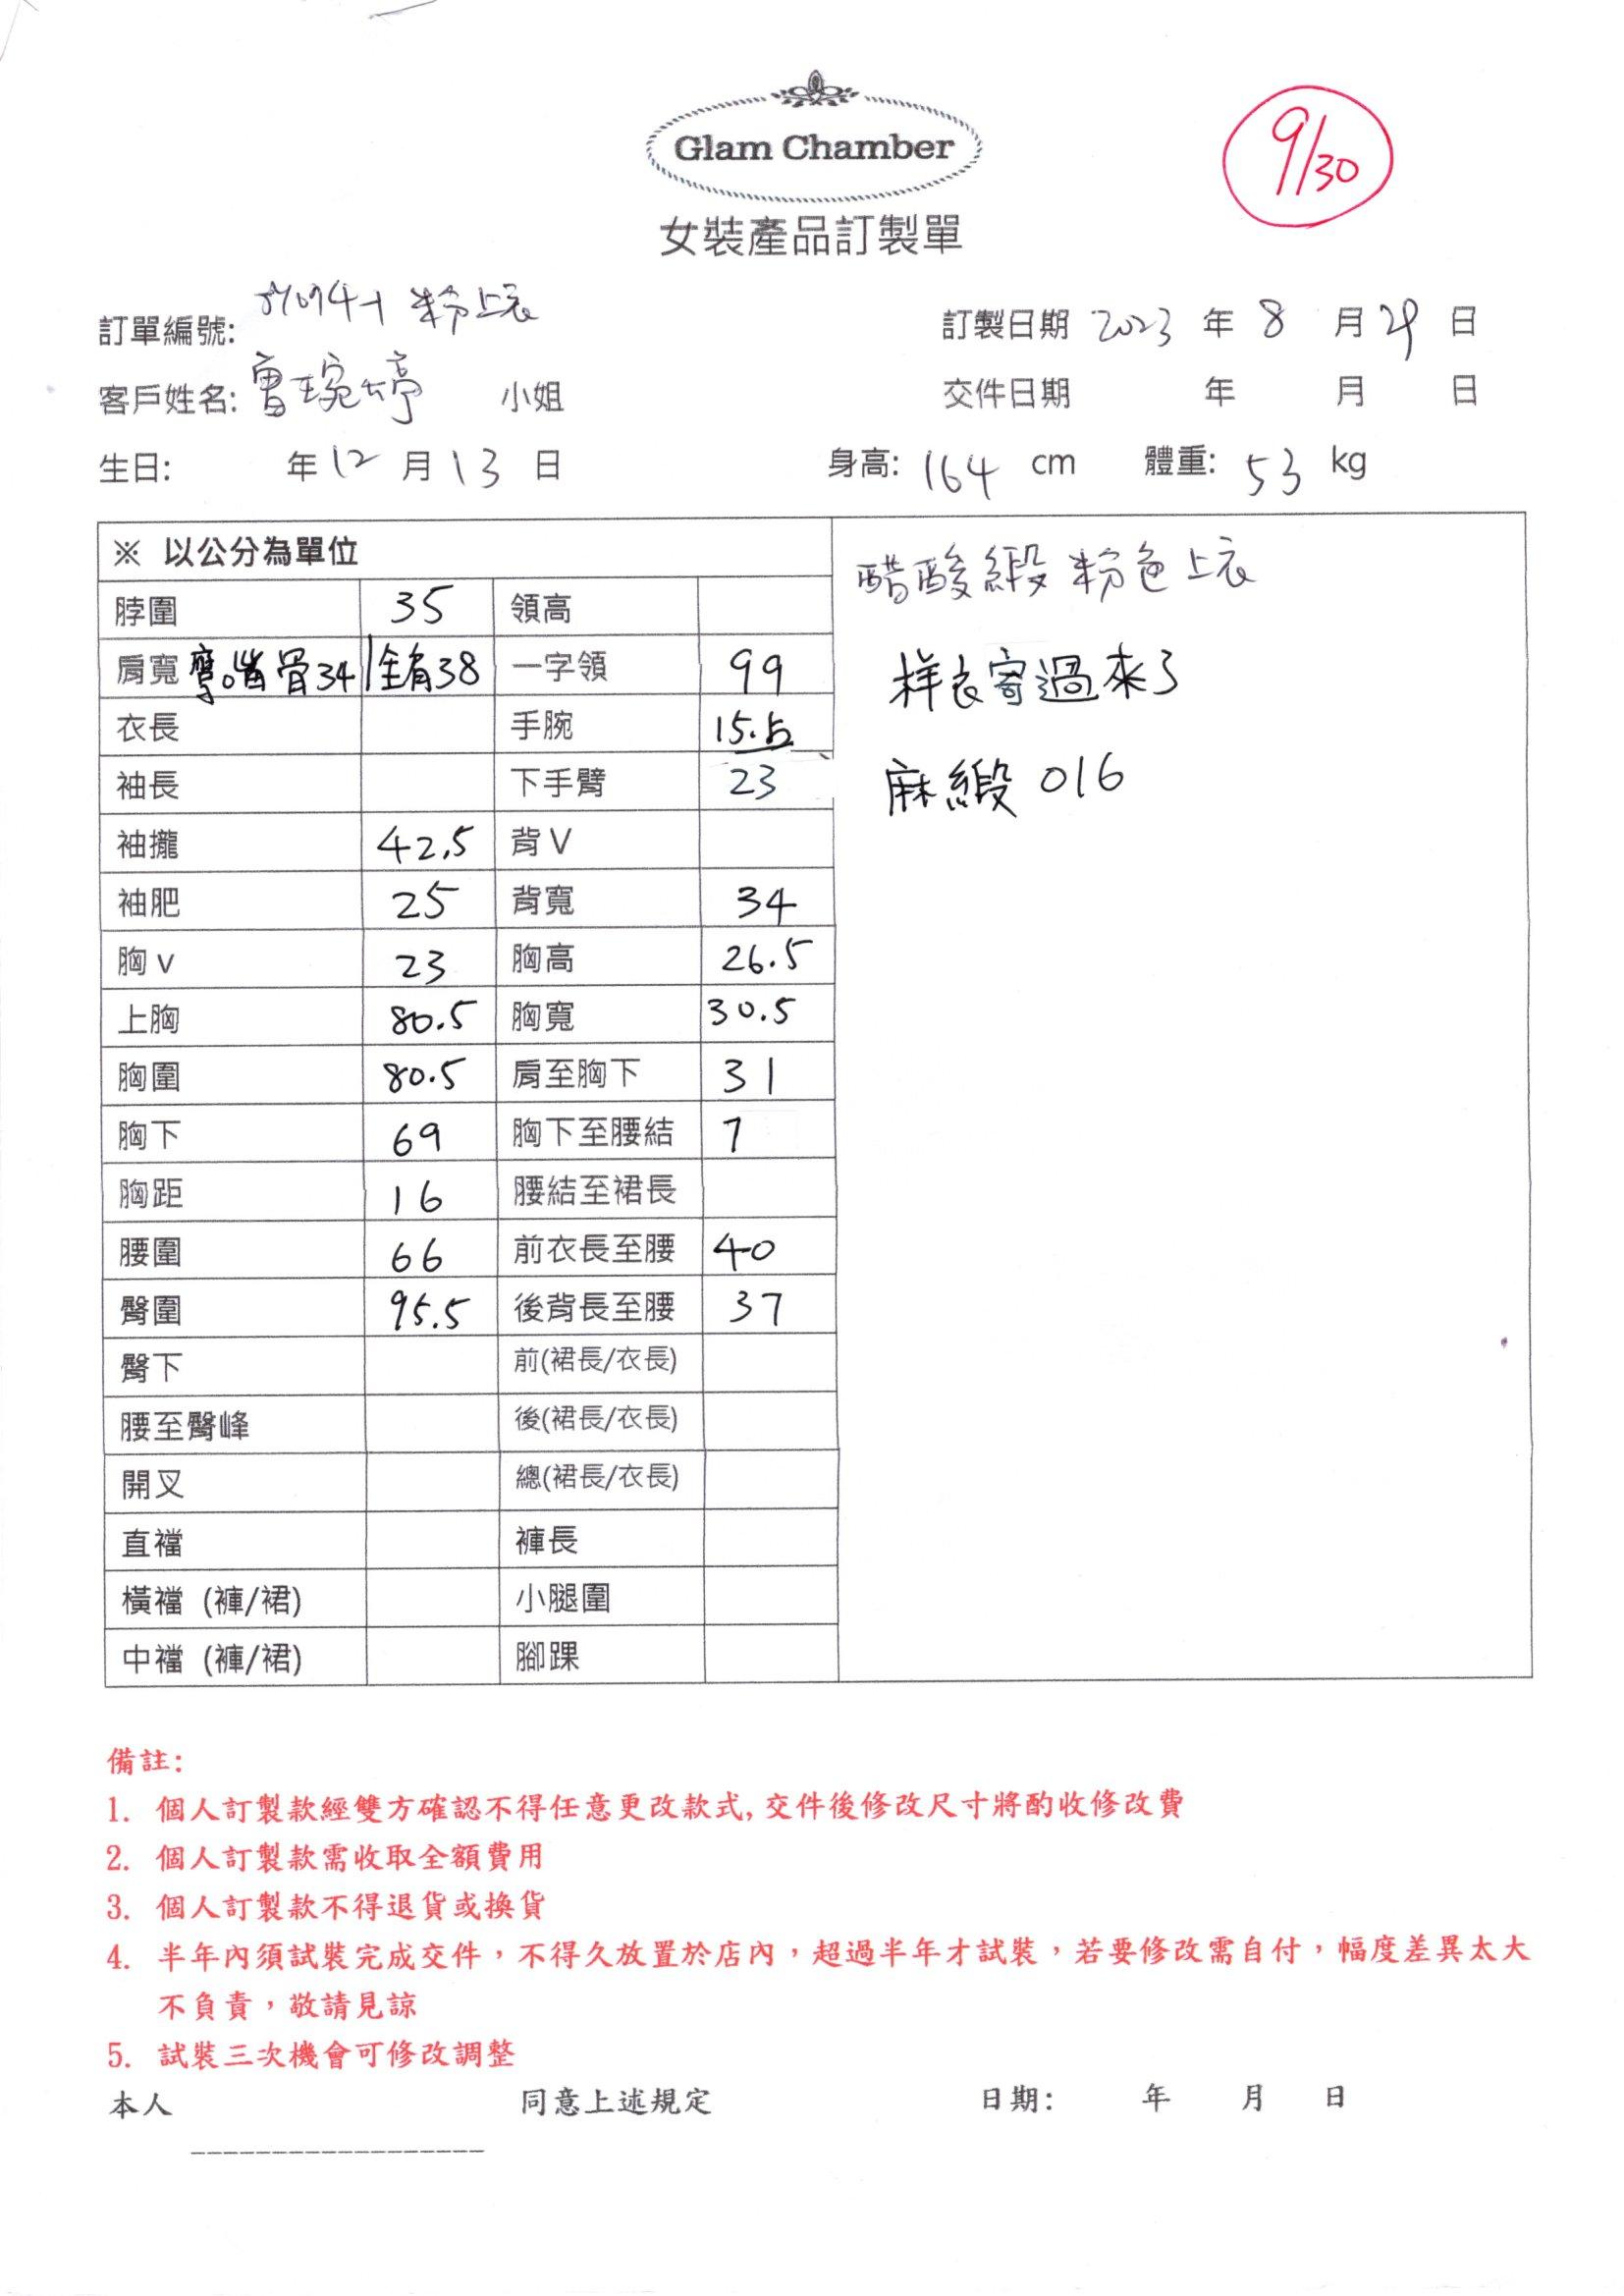 Glam Chamber
9/30
女裝產品訂製單
訂單編號: 粉上衣
訂製日期 2023 年 8 月 29 日
客戶姓名: 曹琬婷 小姐
交件日期 年 月 日
生日: 年 12 月 13 日
身高: 164 cm 體重: 53 kg
※ 以公分為單位
脖圍 35 領高
肩寬 骨34 全肩38 一字領 99
衣長 手腕 15.5
袖長 下手臂 23
袖攏 42.5 背V
袖肥 25 背寬 34
胸v 23 胸高 26.5
上胸 80.5 胸寬 30.5
胸圍 80.5 肩至胸下 31
胸下 69 胸下至腰結 7
胸距 16 腰結至裙長
腰圍 66 前衣長至腰 40
臀圍 95.5 後背長至腰 37
臀下 前(裙長/衣長)
腰至臀峰 後(裙長/衣長)
開叉 總(裙長/衣長)
直襠 褲長
橫襠 (褲/裙) 小腿圍
中襠 (褲/裙) 腳踝
醋酸緞 粉色上衣
样衣寄過來了
麻緞 016
備註:
1. 個人訂製款經雙方確認不得任意更改款式, 交件後修改尺寸將酌收修改費
2. 個人訂製款需收取全額費用
3. 個人訂製款不得退貨或換貨
4. 半年內須試裝完成交件，不得久放置於店內，超過半年才試裝，若要修改需自付，幅度差異太大
不負責，敬請見諒
5. 試裝三次機會可修改調整
本人 同意上述規定 日期: 年 月 日